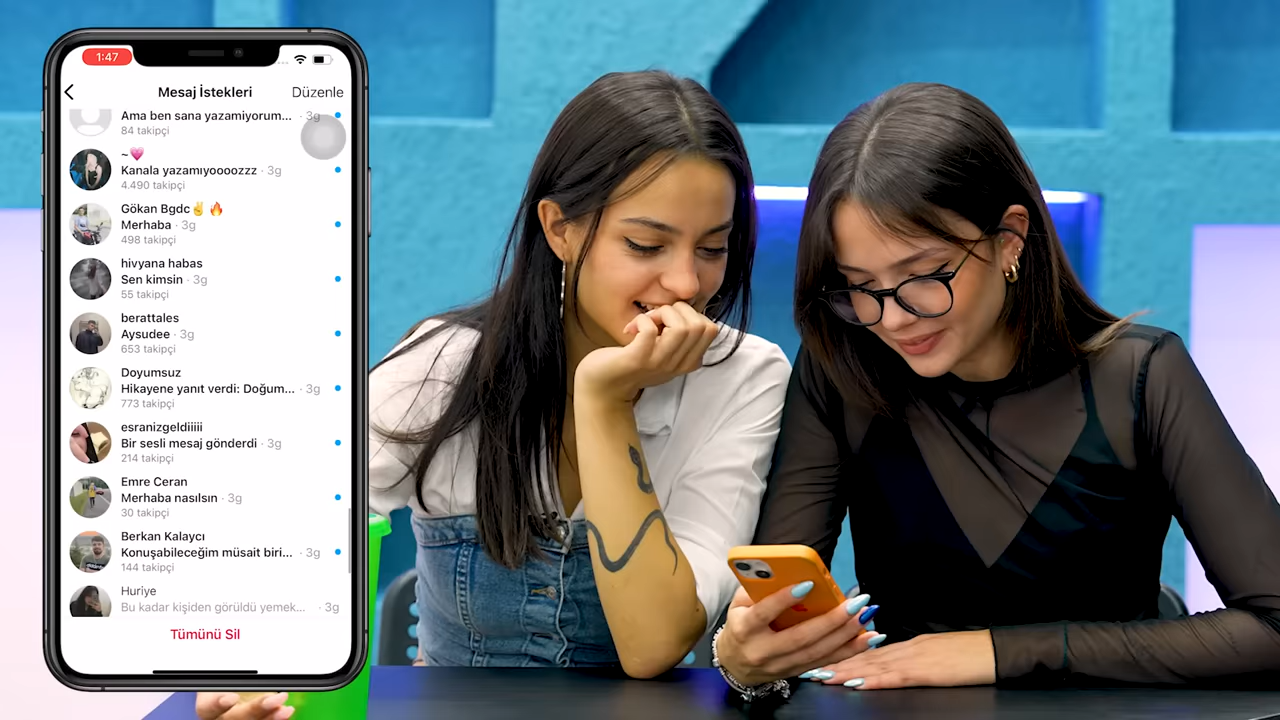 1:47
Mesaj İstekleri
Düzenle
Ama ben sana yazamiyorum... · 3g
84 takipçi
~💗
Kanala yazamıyoooozzz · 3g
4.490 takipçi
Gökan Bgdc✌️🔥
Merhaba · 3g
498 takipçi
hivyana habas
Sen kimsin · 3g
55 takipçi
berattales
Aysudee · 3g
653 takipçi
Doyumsuz
Hikayene yanıt verdi: Doğum... · 3g
773 takipçi
esranizgeldiiiii
Bir sesli mesaj gönderdi · 3g
214 takipçi
Emre Ceran
Merhaba nasılsın · 3g
30 takipçi
Berkan Kalaycı
Konuşabileceğim müsait biri... · 3g
144 takipçi
Huriye
Bu kadar kişiden görüldü yemek... · 3g
Tümünü Sil